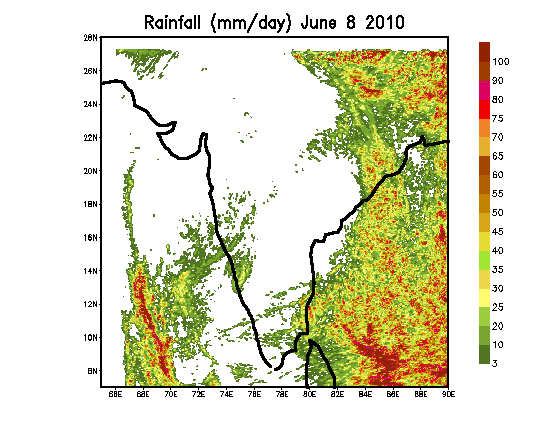 Rainfall (mm/day) June 8 2010
28N
26N
24N
22N
20N
18N
16N
14N
12N
10N
8N
66E 68E 70E 72E 74E 76E 78E 80E 82E 84E 86E 88E 90E
100
90
80
75
70
65
60
55
50
45
40
35
30
25
20
10
3